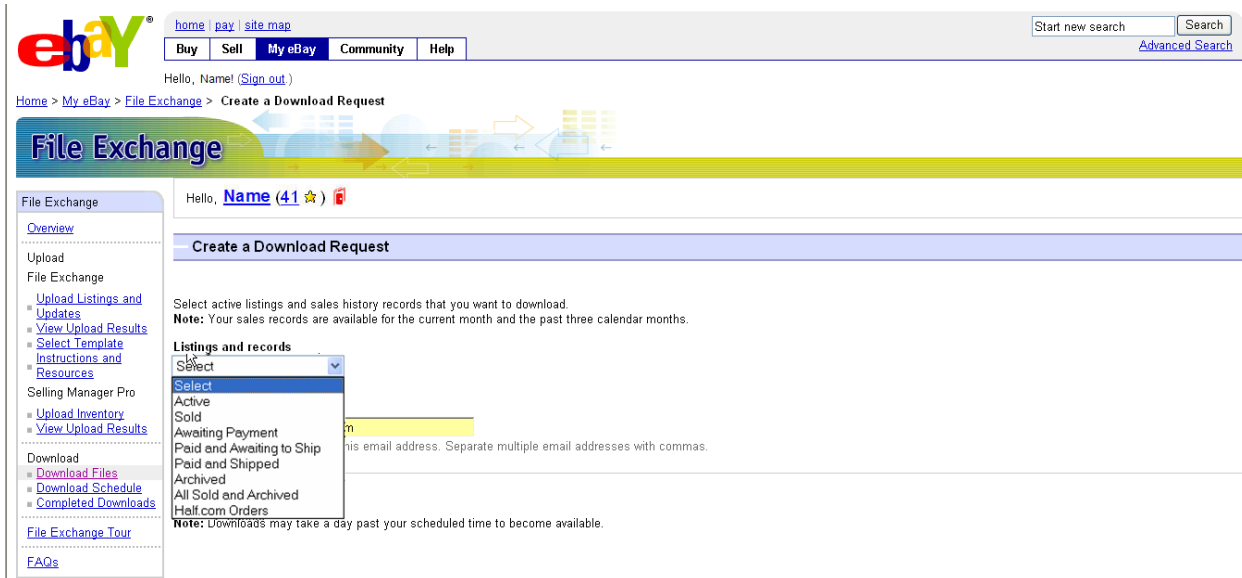 ebY®
home | pay | site map
Start new search
Search
Buy
Sell
My eBay
Community
Help
Advanced Search
Hello, Name! (Sign out.)
Home > My eBay > File Exchange > Create a Download Request
File Exchange
File Exchange
Hello, Name (41)
Overview
Create a Download Request
Upload
File Exchange
Upload Listings and
Updates
View Upload Results
Select Template
Instructions and
Resources
Selling Manager Pro
Upload Inventory
View Upload Results
Download
Download Files
Download Schedule
Completed Downloads
File Exchange Tour
FAQs
Select active listings and sales history records that you want to download.
Note: Your sales records are available for the current month and the past three calendar months.
Listings and records
Select
Select
Active
Sold
Awaiting Payment
Paid and Awaiting to Ship
Paid and Shipped
Archived
All Sold and Archived
Half.com Orders
his email address. Separate multiple email addresses with commas.
Note: Downloads may take a day past your scheduled time to become available.